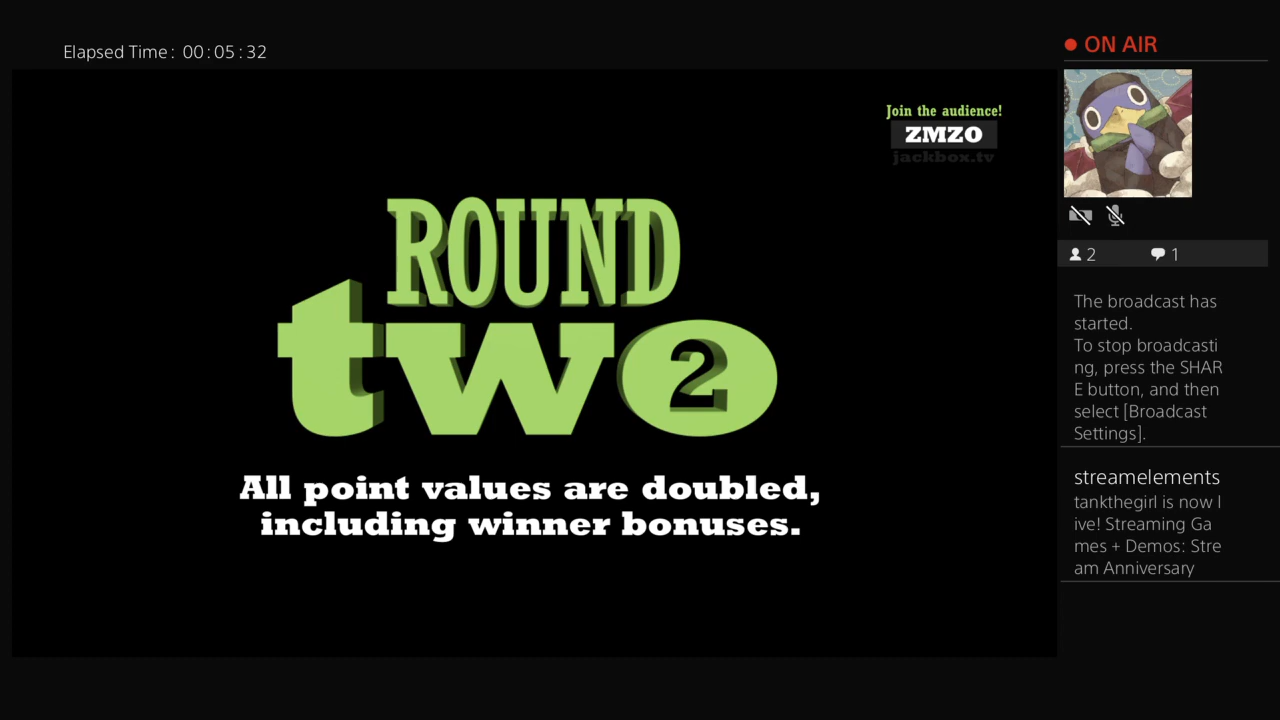 Elapsed Time: 00:05:32
ON AIR
Join the audience!
ZMZO
jackbox.tv
ROUND
two
2
All point values are doubled,
including winner bonuses.
2 1
The broadcast has
started.
To stop broadcasti
ng, press the SHAR
E button, and then
select [Broadcast
Settings].
streamelements
tankthegirl is now l
ive! Streaming Ga
mes + Demos: Stre
am Anniversary